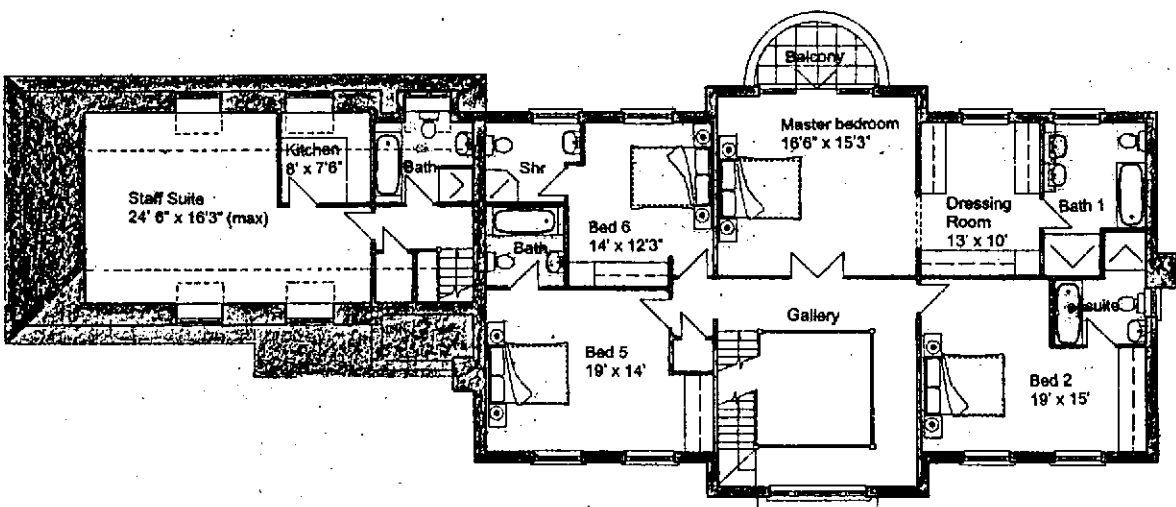 Balcony
Master bedroom
16'6" x 15'3"
Kitchen
8' x 7'6"
Bath
Shr
Staff Suite
24' 6" x 16'3" (max)
Bed 6
14' x 12'3"
Dressing
Room
13' x 10'
Bath 1
Bath
Gallery
ensuite
Bed 5
19' x 14'
Bed 2
19' x 15'
Gallery